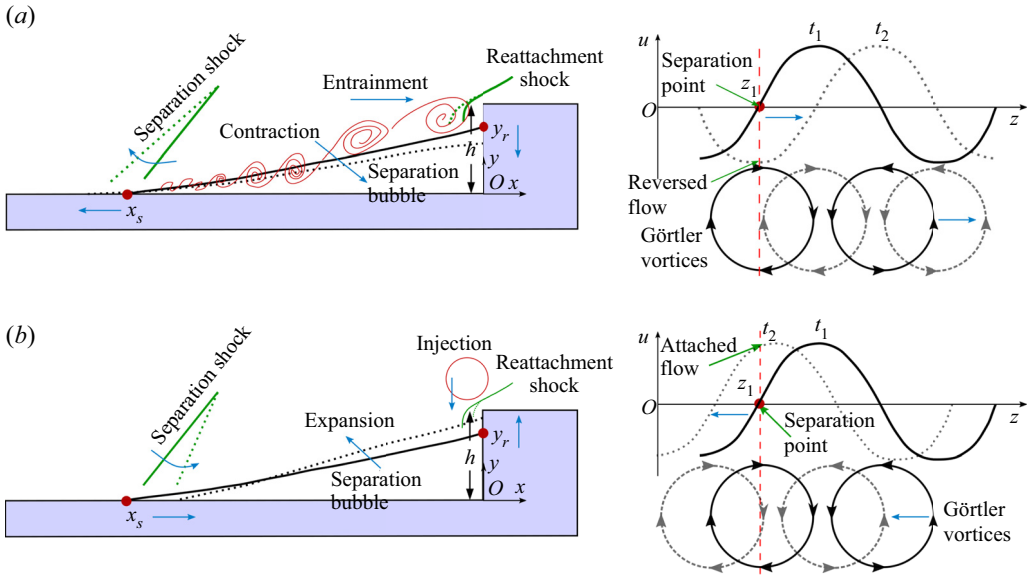 (a)
Separation shock
Entrainment
Reattachment
shock
Contraction
Separation
bubble
h
y
y_r
O
x
x_s
u
t_1
t_2
Separation
point
z_1
O
z
Reversed
flow
Görtler
vortices
(b)
Separation shock
Injection
Reattachment
shock
Expansion
Separation
bubble
h
y
y_r
O
x
x_s
u
t_2
t_1
Attached
flow
z_1
O
z
Separation
point
Görtler
vortices